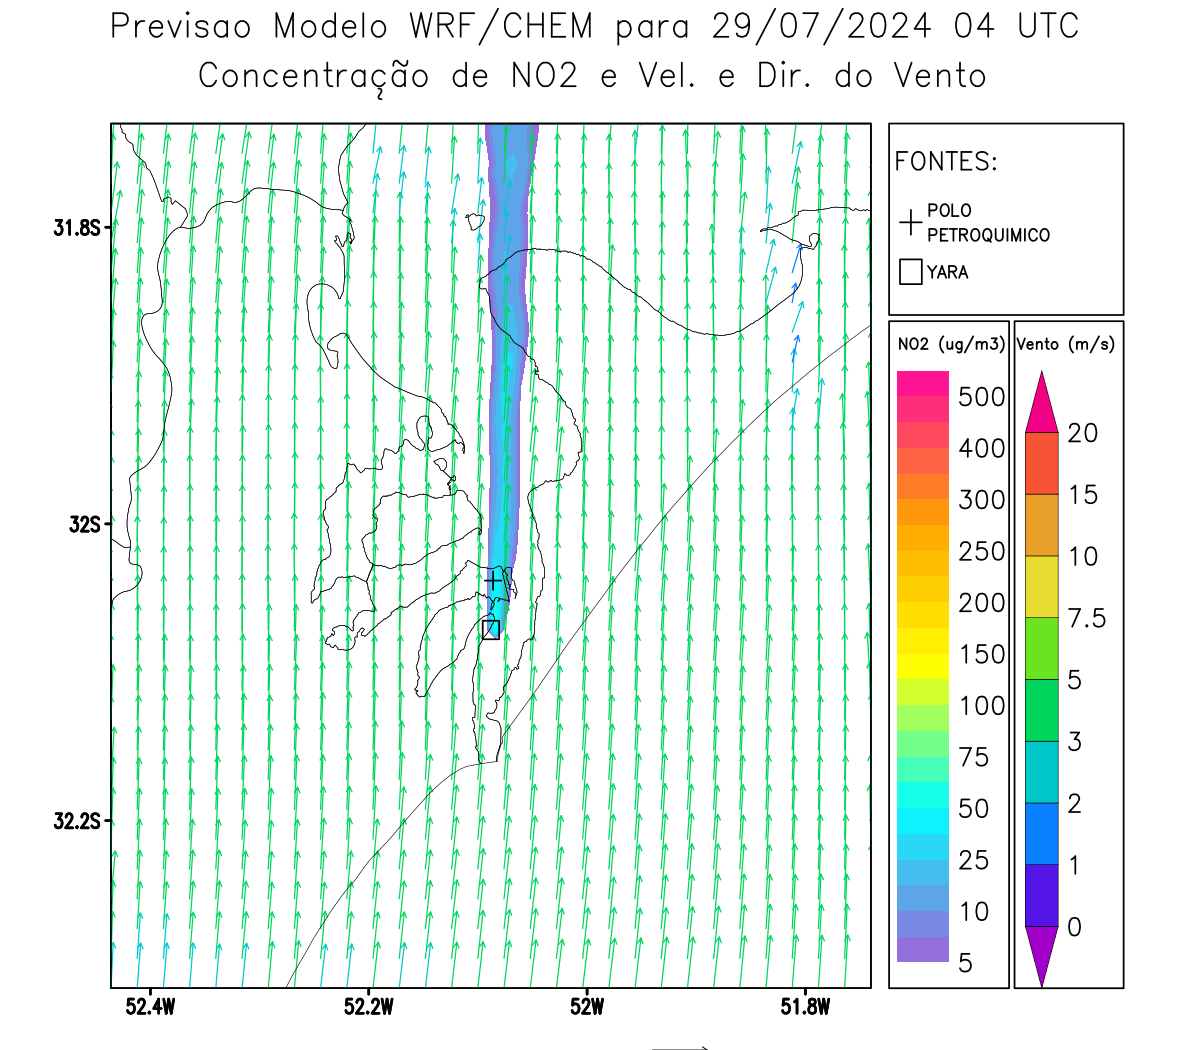 Previsao Modelo WRF/CHEM para 29/07/2024 04 UTC
Concentração de NO2 e Vel. e Dir. do Vento
FONTES:
POLO
PETROQUIMICO
YARA
NO2 (ug/m3)
500
400
300
250
200
150
100
75
50
25
10
5
Vento (m/s)
20
15
10
7.5
5
3
2
1
0
31.8S
32S
32.2S
52.4W
52.2W
52W
51.8W